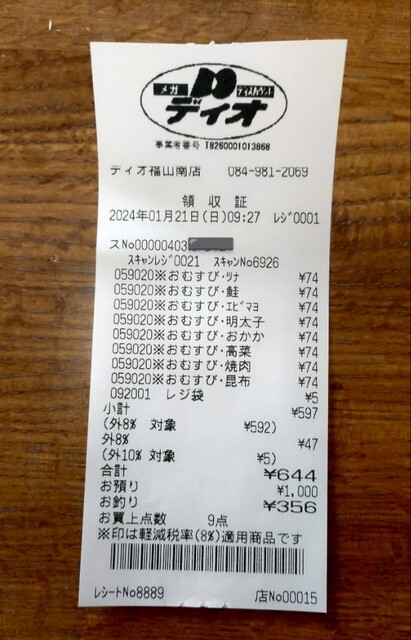 メガ ディスカウント
ディオ
事業者番号 T8260001013868
ディオ福山南店 084-981-2069
領収証
2024年01月21日(日)09:27 レジ0001
スNo00000403
スキャンレジ0021 スキャンNo6926
059020※おむすび・ツナ ¥74
059020※おむすび・鮭 ¥74
059020※おむすび・エビマヨ ¥74
059020※おむすび・明太子 ¥74
059020※おむすび・おかか ¥74
059020※おむすび・高菜 ¥74
059020※おむすび・焼肉 ¥74
059020※おむすび・昆布 ¥74
092001 レジ袋 ¥5
小計 ¥597
(外8% 対象 ¥592)
外8% ¥47
(外10% 対象 ¥5)
合計 ¥644
お預り ¥1,000
お釣り ¥356
お買上点数 9点
※印は軽減税率(8%)適用商品です
レシートNo8889 店No00015